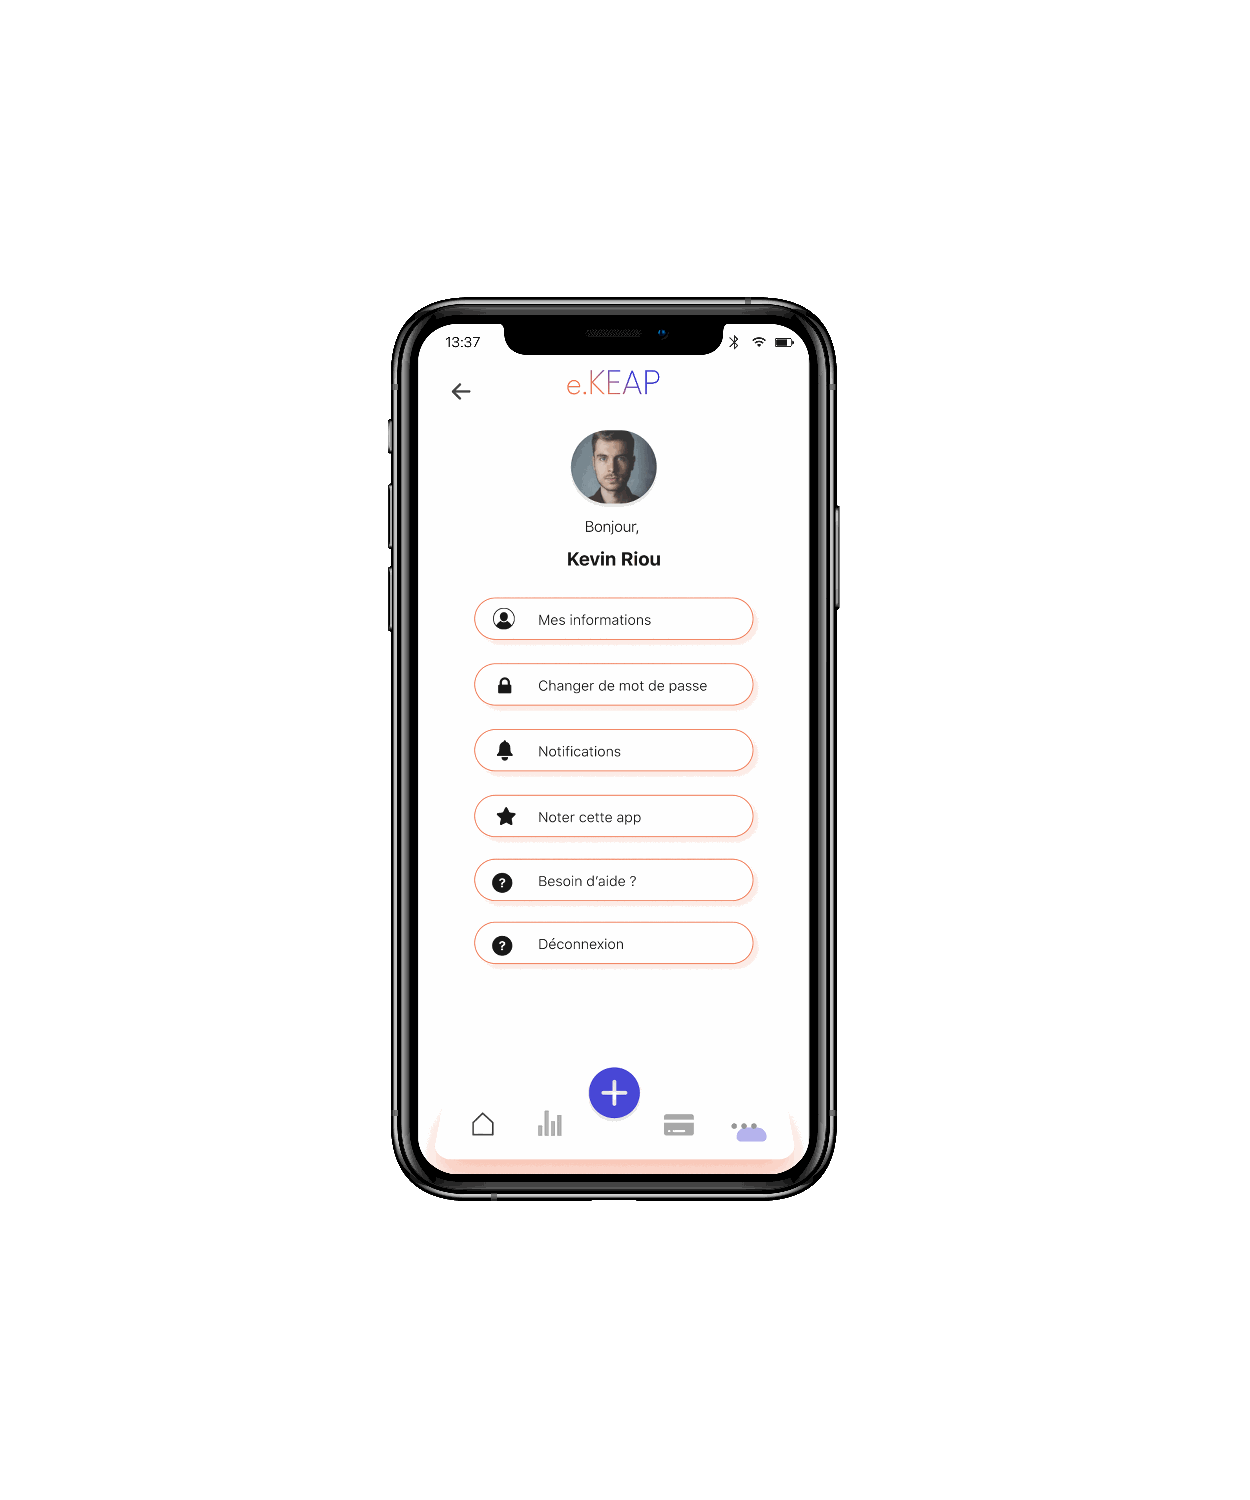 13:37
e.KEAP
Bonjour,
Kevin Riou
Mes informations
Changer de mot de passe
Notifications
Noter cette app
Besoin d’aide ?
Déconnexion